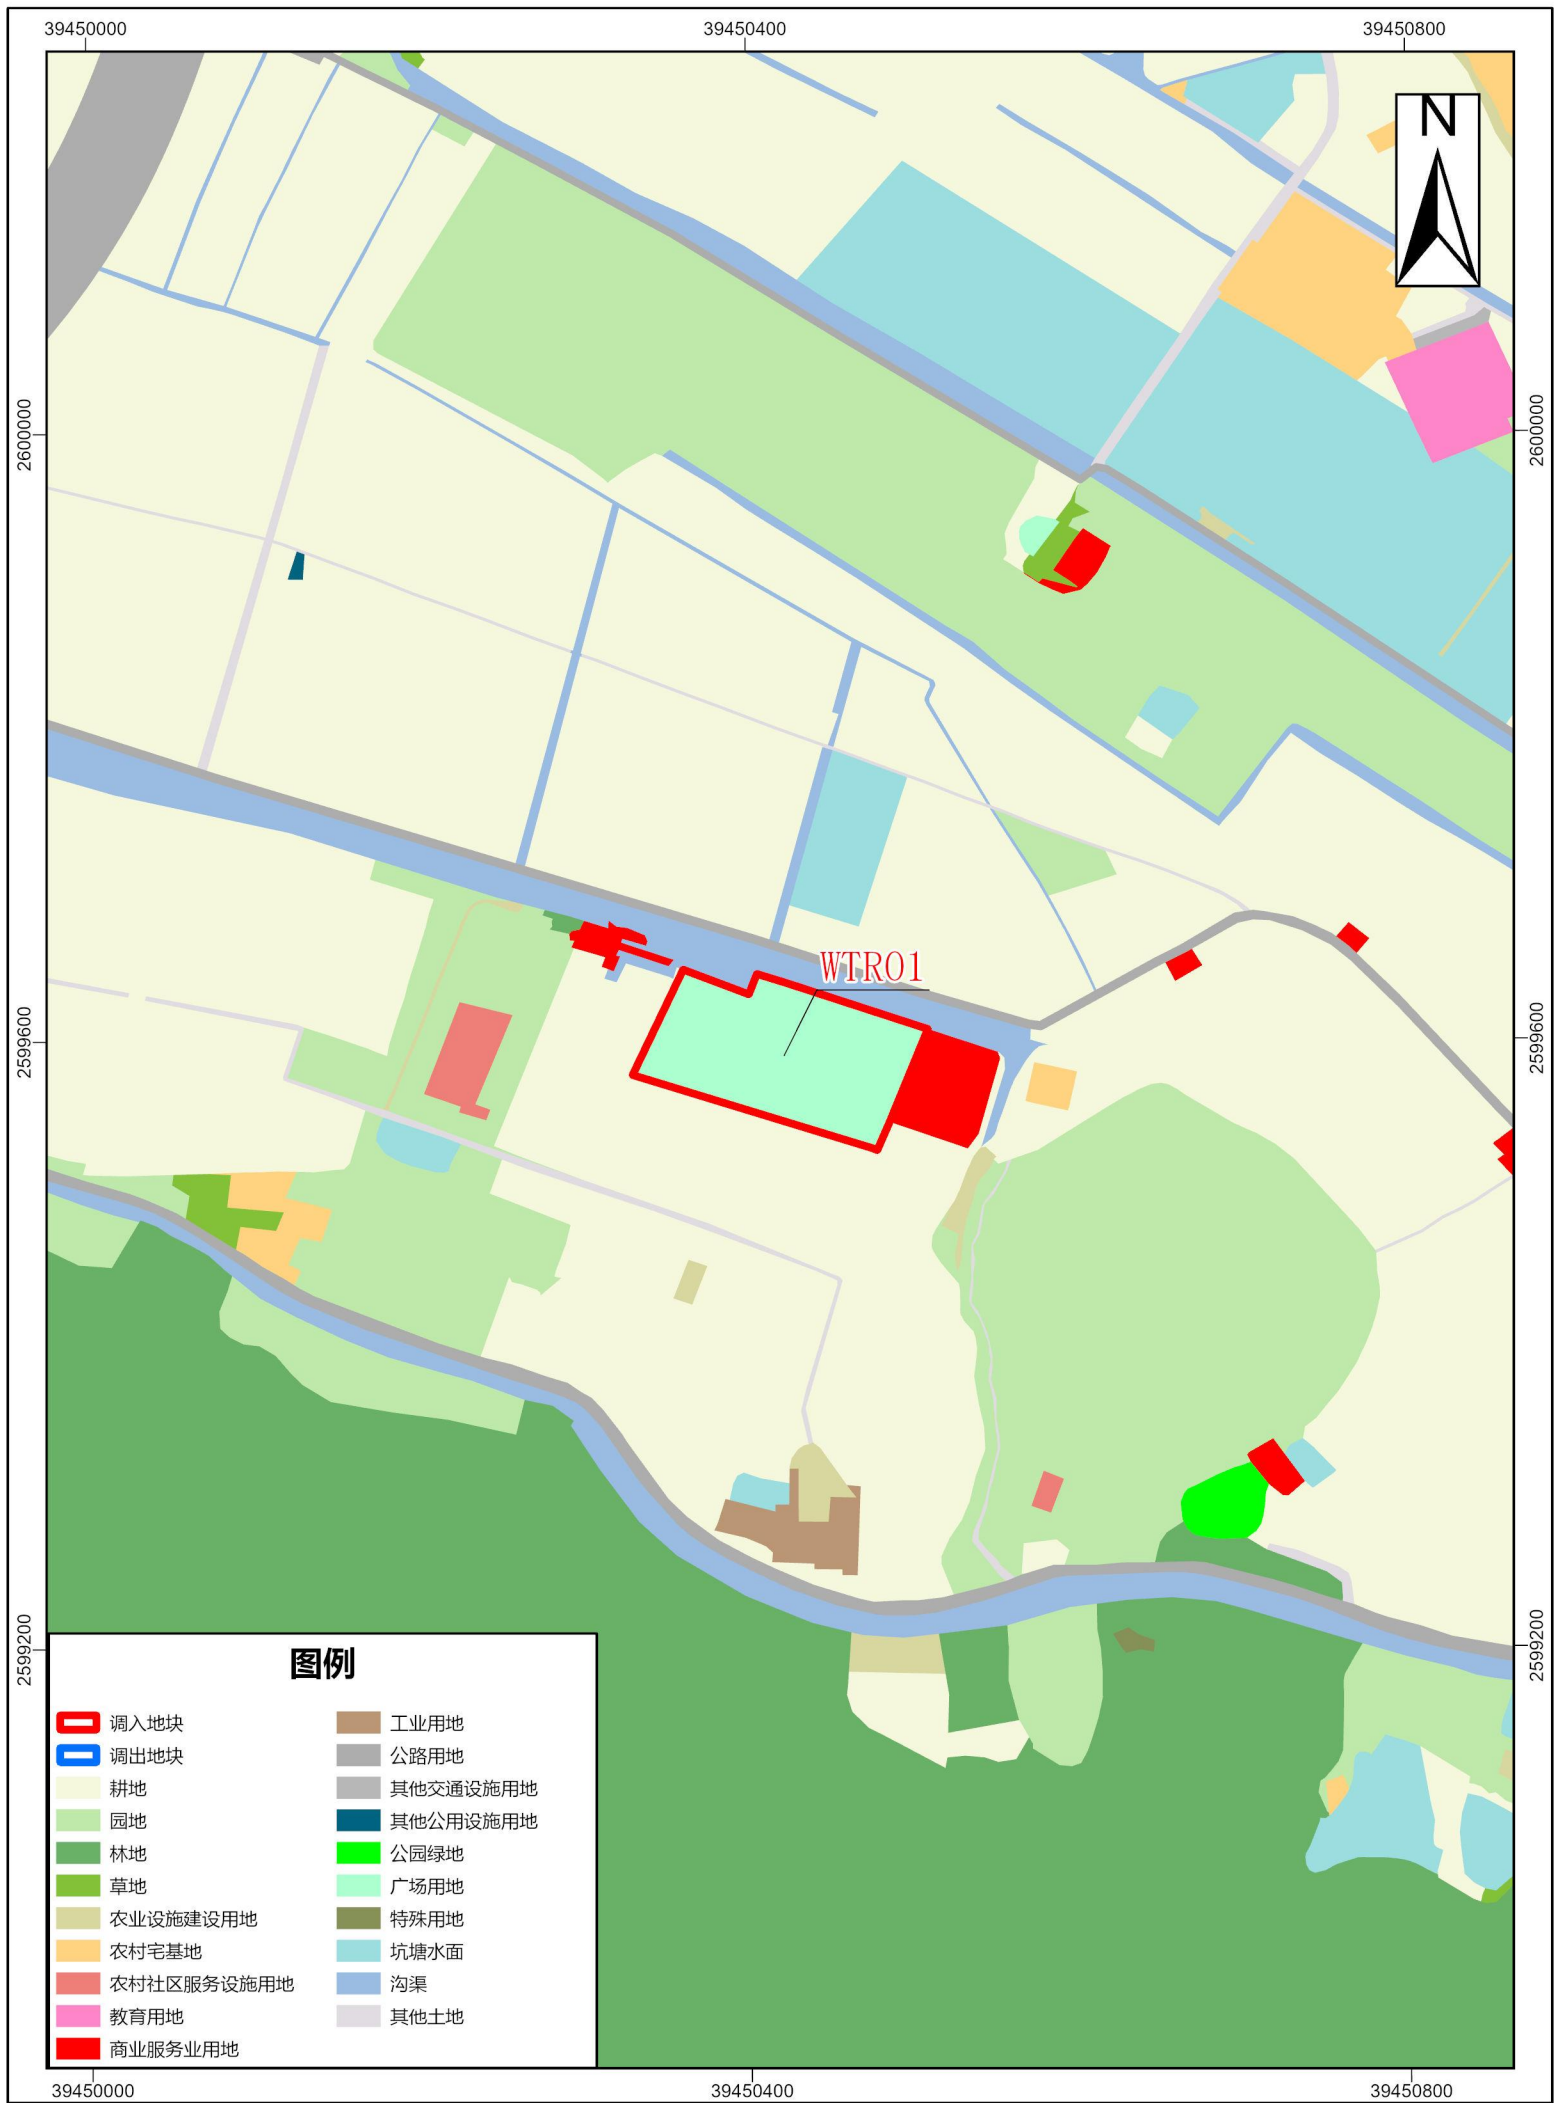 39450000
39450400
39450800
N
2600000
2600000
WTR01
2599600
2599600
2599200
2599200
图例
调入地块
调出地块
耕地
园地
林地
草地
农业设施建设用地
农村宅基地
农村社区服务设施用地
教育用地
商业服务业用地
工业用地
公路用地
其他交通设施用地
其他公用设施用地
公园绿地
广场用地
特殊用地
坑塘水面
沟渠
其他土地
39450000
39450400
39450800